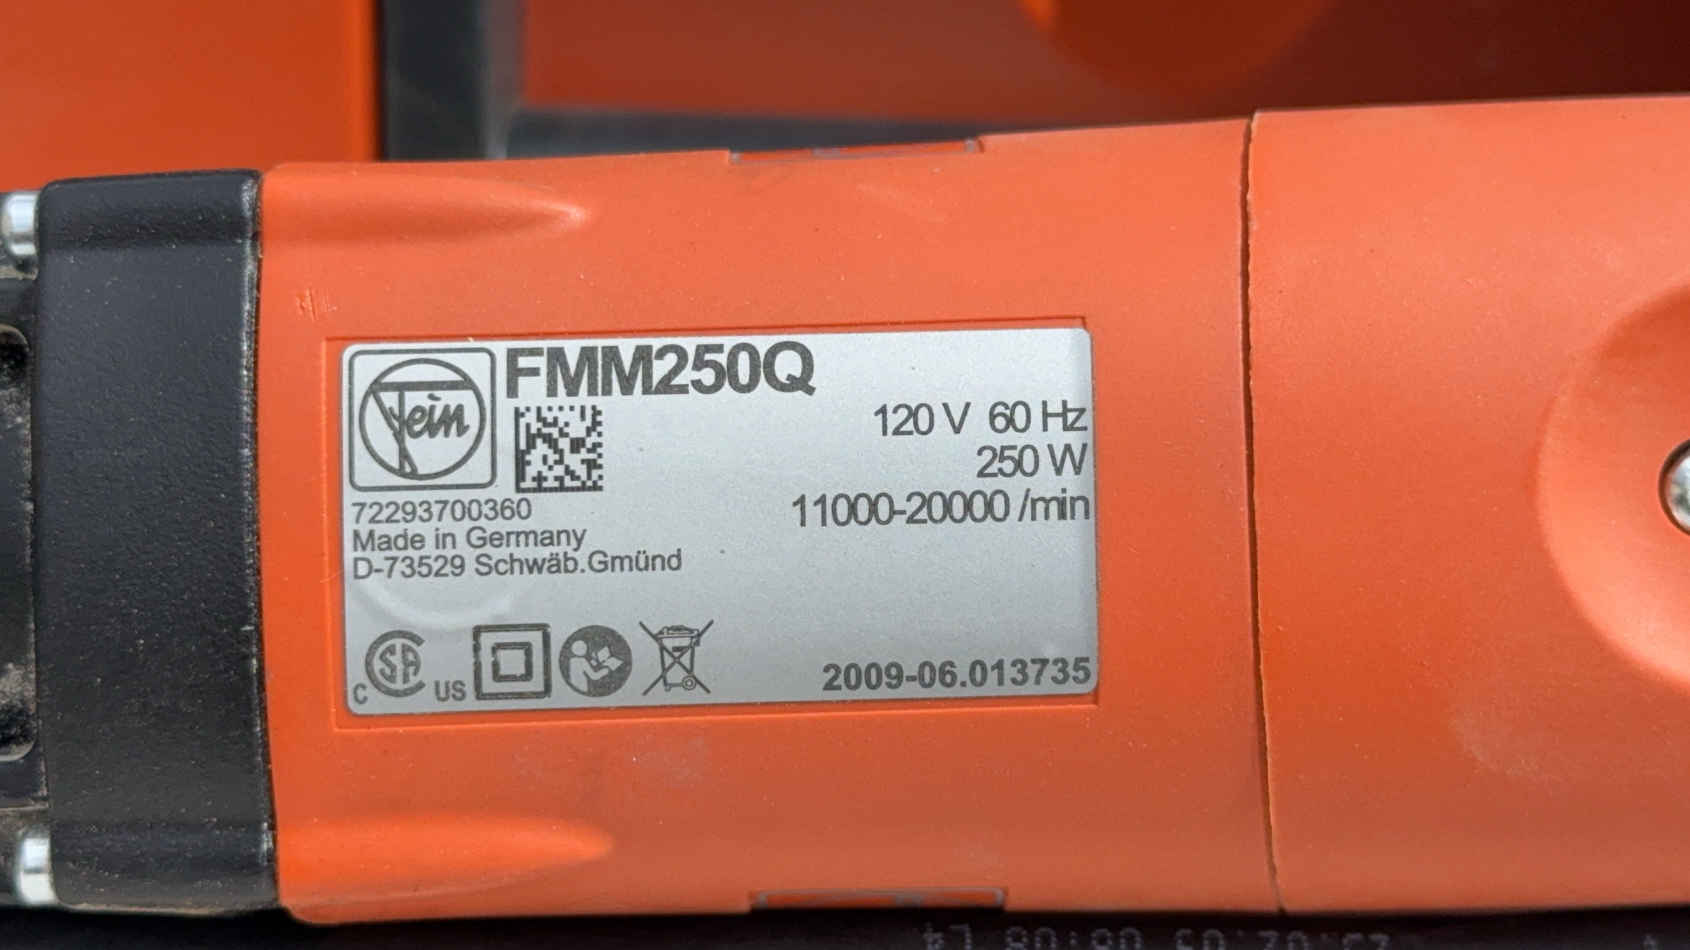 Fein
FMM250Q
120 V 60 Hz
250 W
11000-20000 /min
72293700360
Made in Germany
D-73529 Schwäb.Gmünd
C SA US
2009-06.013735